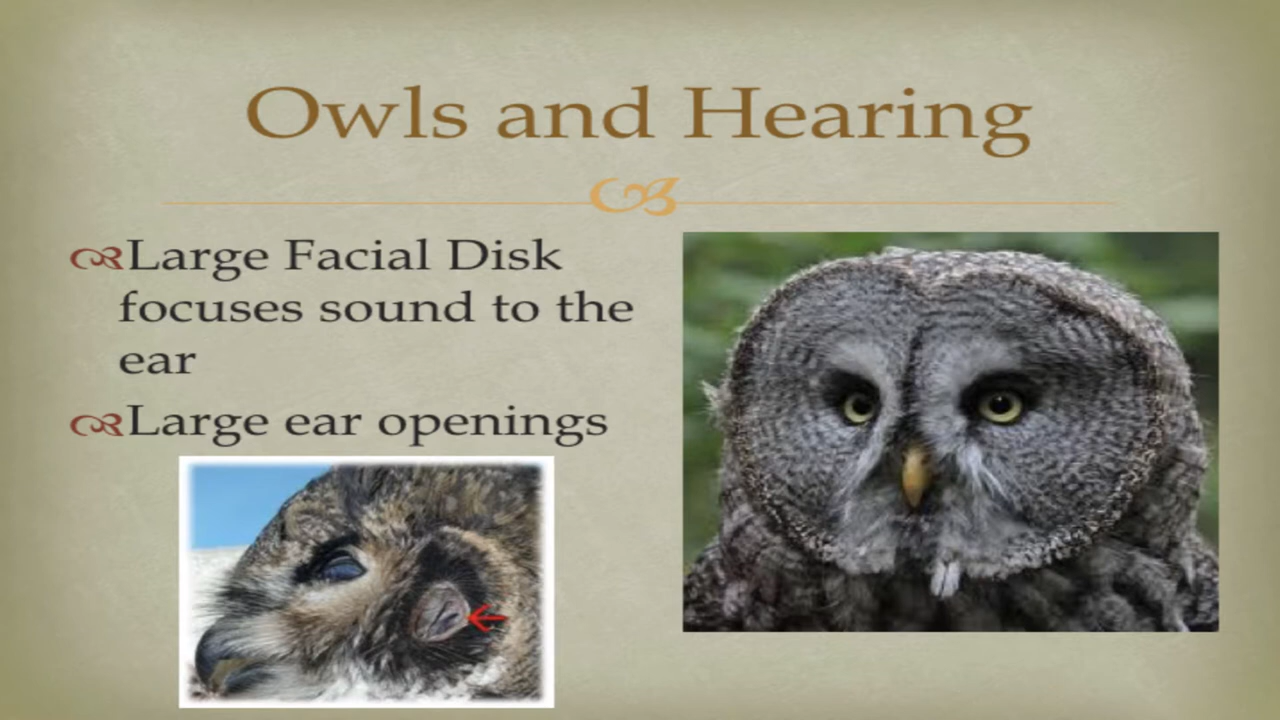 Owls and Hearing
Large Facial Disk
focuses sound to the
ear
Large ear openings